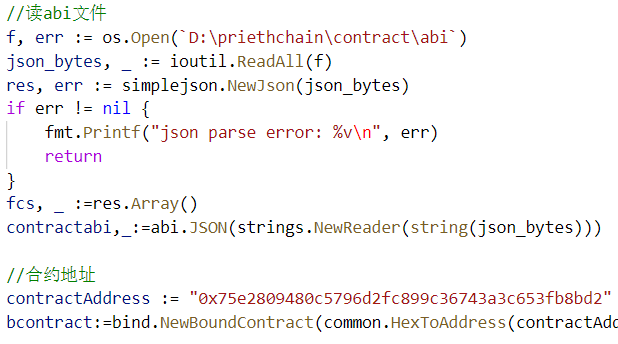 //读abi文件
f, err := os.Open(`D:\priethchain\contract\abi`)
json_bytes, _ := ioutil.ReadAll(f)
res, err := simplejson.NewJson(json_bytes)
if err != nil {
    fmt.Printf("json parse error: %v\n", err)
    return
}
fcs, _ :=res.Array()
contractabi,_:=abi.JSON(strings.NewReader(string(json_bytes)))

//合约地址
contractAddress := "0x75e2809480c5796d2fc899c36743a3c653fb8bd2"
bcontract:=bind.NewBoundContract(common.HexToAddress(contractAdd